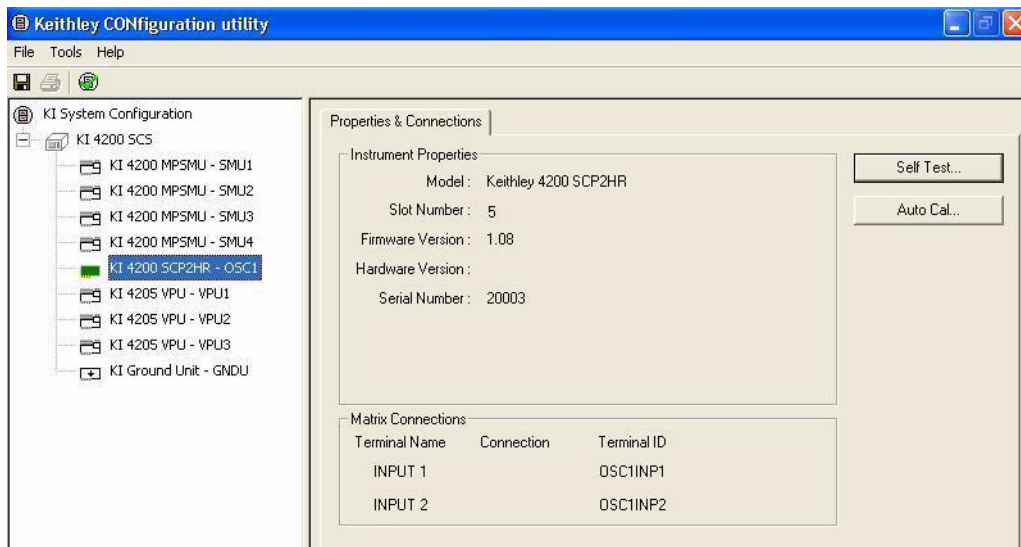 Keithley CONfiguration utility
File Tools Help
KI System Configuration
KI 4200 SCS
KI 4200 MPSMU - SMU1
KI 4200 MPSMU - SMU2
KI 4200 MPSMU - SMU3
KI 4200 MPSMU - SMU4
KI 4200 SCP2HR - OSC1
KI 4205 VPU - VPU1
KI 4205 VPU - VPU2
KI 4205 VPU - VPU3
KI Ground Unit - GNDU
Properties & Connections
Instrument Properties
Model : Keithley 4200 SCP2HR
Slot Number : 5
Firmware Version : 1.08
Hardware Version :
Serial Number : 20003
Self Test...
Auto Cal...
Matrix Connections
Terminal Name Connection Terminal ID
INPUT 1 OSC1INP1
INPUT 2 OSC1INP2